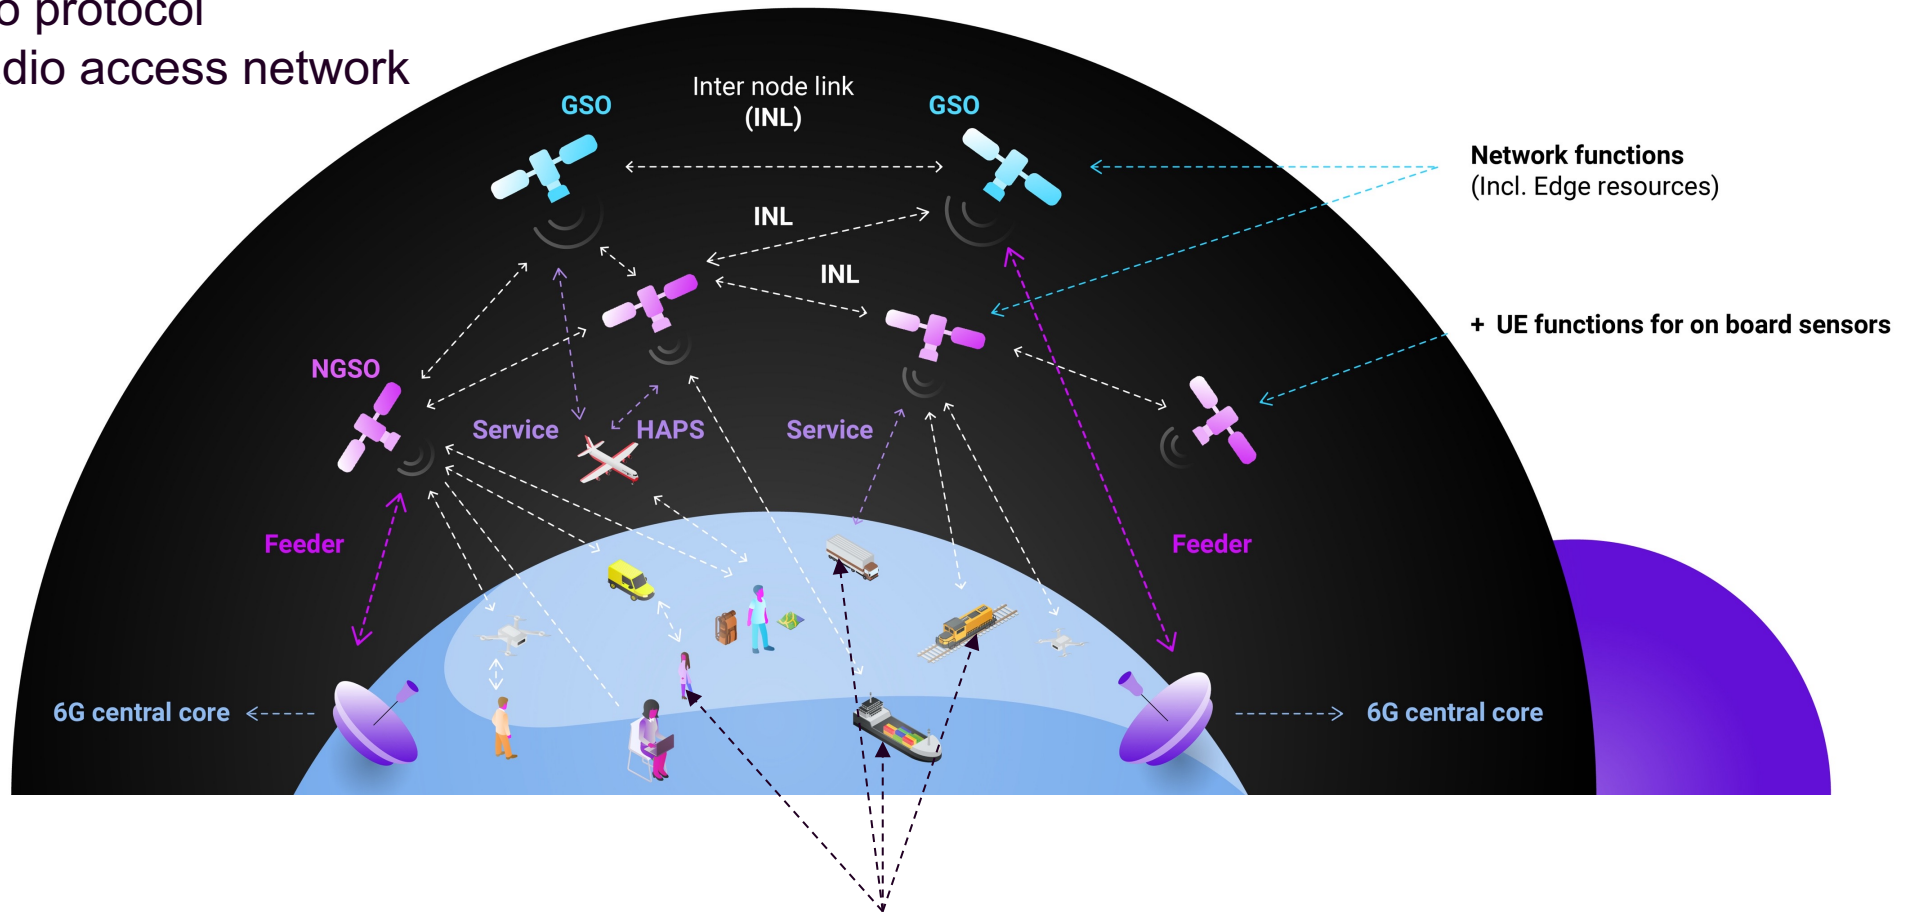 o protocol
dio access network
Inter node link
(INL)
GSO
GSO
Network functions
(Incl. Edge resources)
INL
INL
+ UE functions for on board sensors
NGSO
Service
HAPS
Service
Feeder
Feeder
6G central core
6G central core